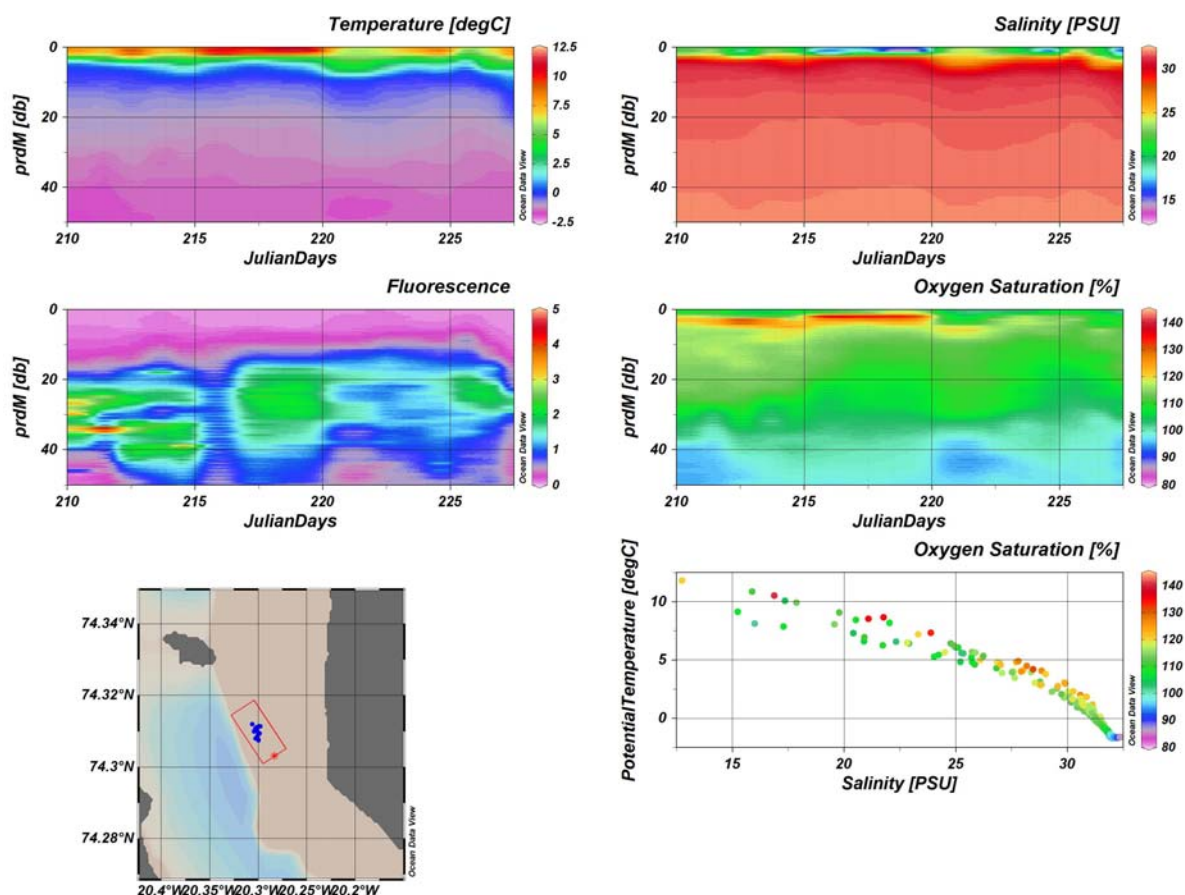 Temperature [degC]
0
20
40
prdM [db]
210 215 220 225
JulianDays
12.5
10
7.5
5
2.5
0
-2.5
Ocean Data View
Salinity [PSU]
0
20
40
prdM [db]
210 215 220 225
JulianDays
30
25
20
15
Ocean Data View
Fluorescence
0
20
40
prdM [db]
210 215 220 225
JulianDays
5
4
3
2
1
0
Ocean Data View
Oxygen Saturation [%]
0
20
40
prdM [db]
210 215 220 225
JulianDays
140
130
120
110
100
90
80
Ocean Data View
74.34°N
74.32°N
74.3°N
74.28°N
20.4°W 20.35°W 20.3°W 20.25°W 20.2°W
Ocean Data View
Oxygen Saturation [%]
10
5
0
PotentialTemperature [degC]
15 20 25 30
Salinity [PSU]
140
130
120
110
100
90
80
Ocean Data View